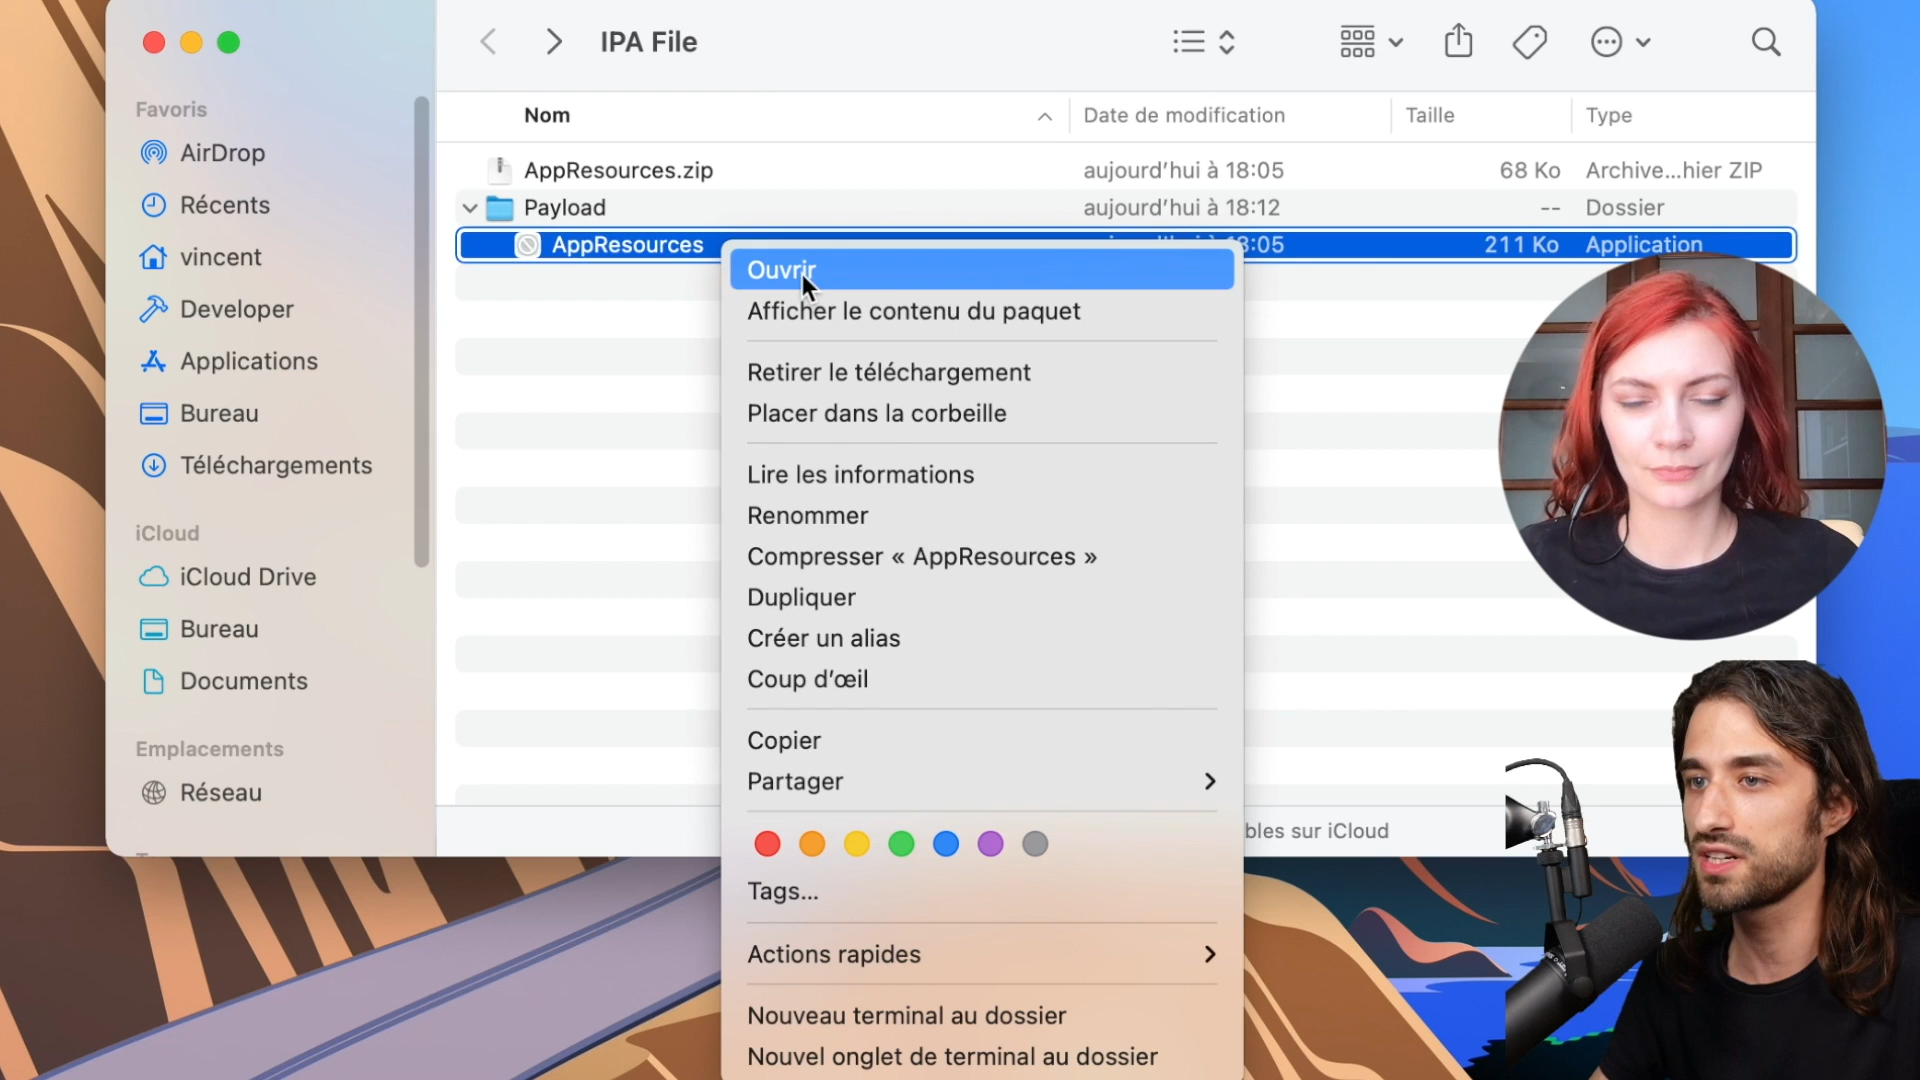 IPA File
Favoris
AirDrop
Récents
vincent
Developer
Applications
Bureau
Téléchargements
iCloud
iCloud Drive
Bureau
Documents
Emplacements
Réseau
Nom
Date de modification
Taille
Type
AppResources.zip
aujourd’hui à 18:05
68 Ko
Archive...hier ZIP
Payload
aujourd’hui à 18:12
--
Dossier
AppResources
8:05
211 Ko
Application
Ouvrir
Afficher le contenu du paquet
Retirer le téléchargement
Placer dans la corbeille
Lire les informations
Renommer
Compresser « AppResources »
Dupliquer
Créer un alias
Coup d’œil
Copier
Partager
Tags...
Actions rapides
Nouveau terminal au dossier
Nouvel onglet de terminal au dossier
bles sur iCloud